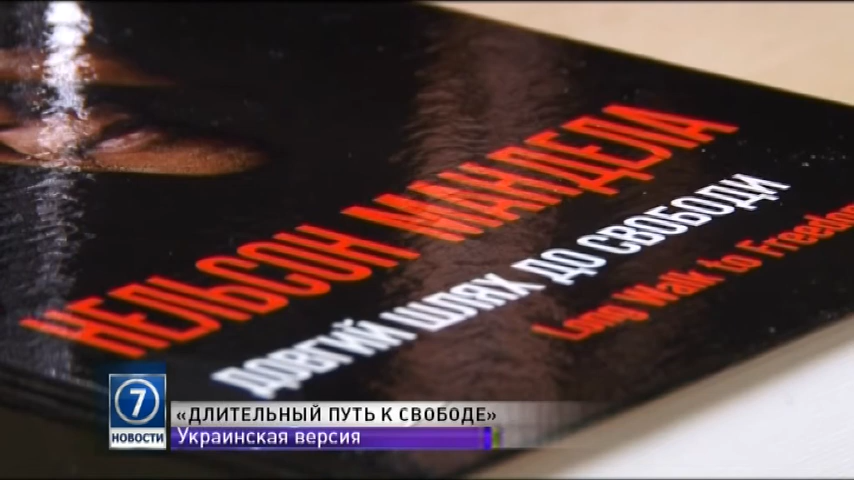 НЕЛЬСОН МАНДЕЛА
ДОВГИЙ ШЛЯХ ДО СВОБОДИ
Long Walk to Freedom
7
НОВОСТИ
«ДЛИТЕЛЬНЫЙ ПУТЬ К СВОБОДЕ»
Украинская версия